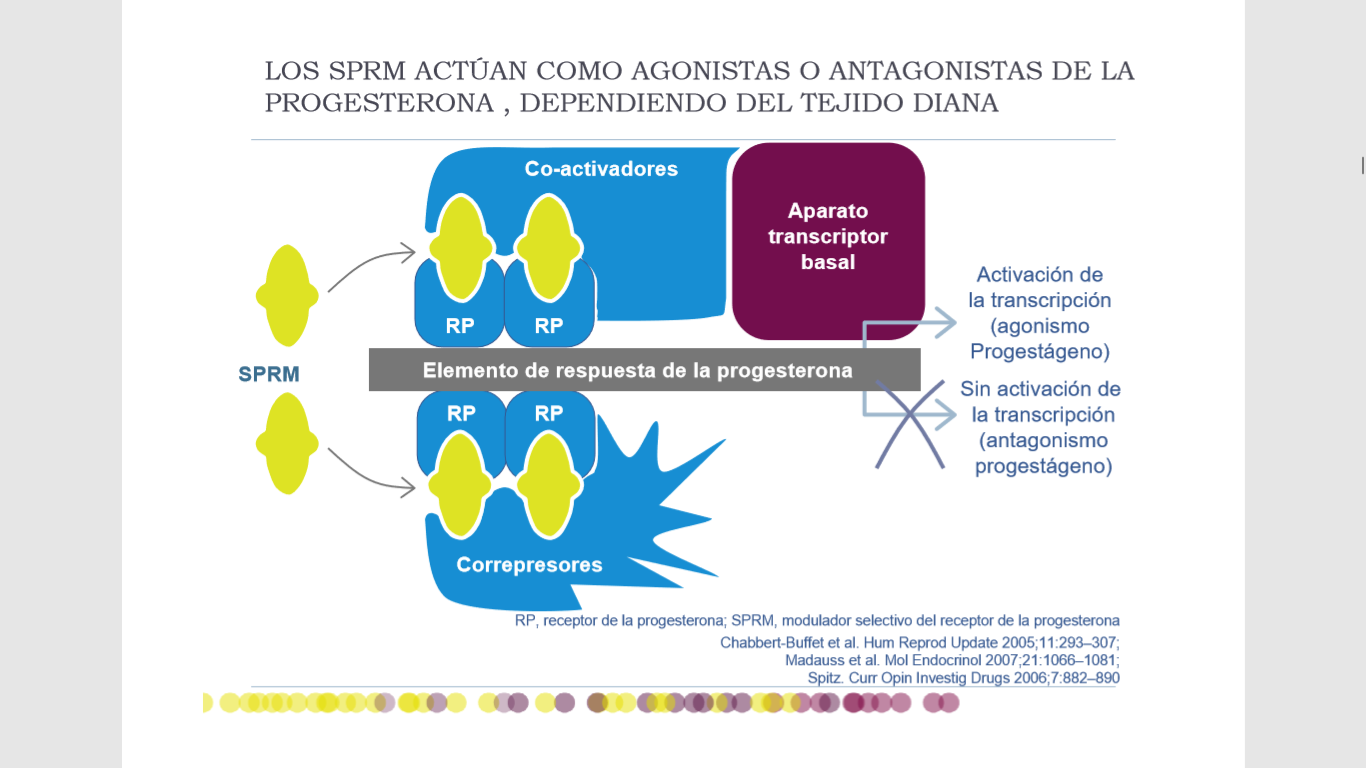 LOS SPRM ACTÚAN COMO AGONISTAS O ANTAGONISTAS DE LA
PROGESTERONA , DEPENDIENDO DEL TEJIDO DIANA
Co-activadores
Aparato
transcriptor
basal
RP
RP
Activación de
la transcripción
(agonismo
Progestágeno)
SPRM
Elemento de respuesta de la progesterona
RP
RP
Sin activación de
la transcripción
(antagonismo
progestágeno)
Correpresores
RP, receptor de la progesterona; SPRM, modulador selectivo del receptor de la progesterona
Chabbert-Buffet et al. Hum Reprod Update 2005;11:293–307;
Madauss et al. Mol Endocrinol 2007;21:1066–1081;
Spitz. Curr Opin Investig Drugs 2006;7:882–890